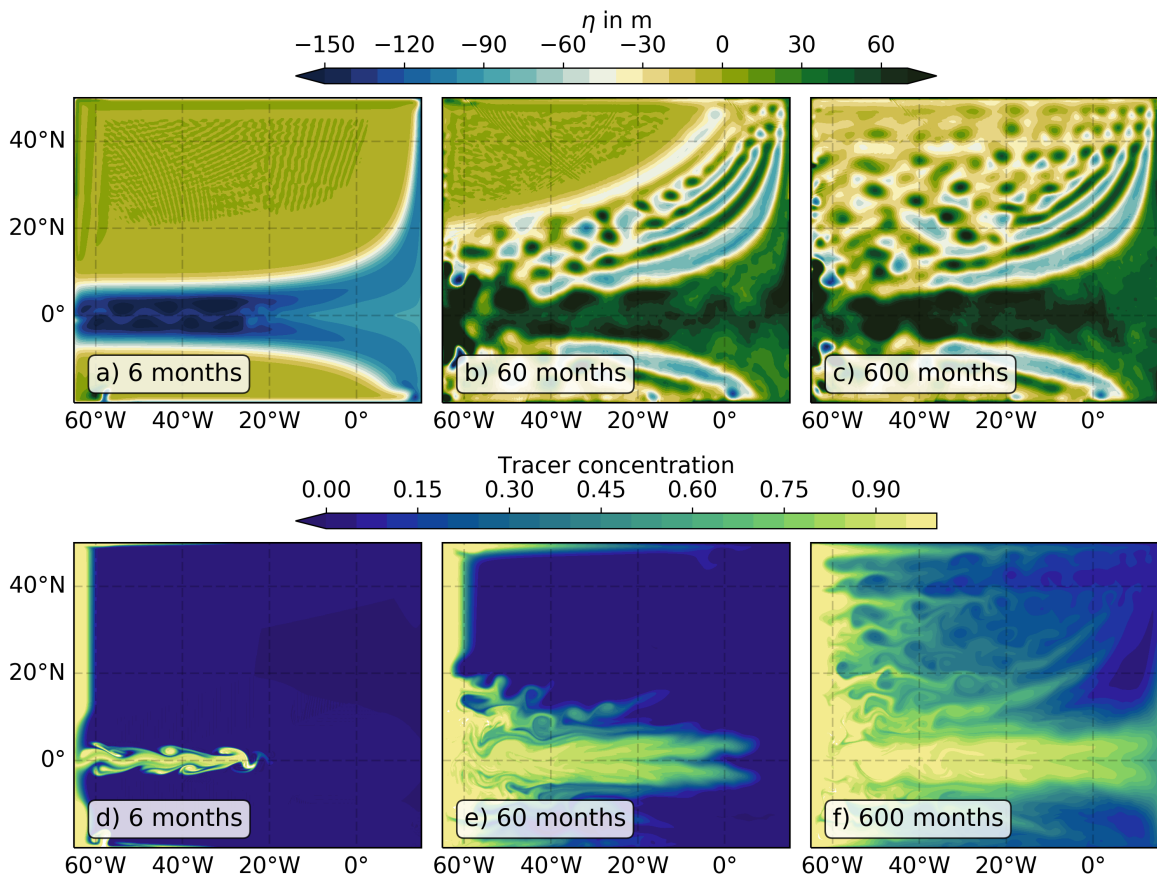 η in m
−150 −120 −90 −60 −30 0 30 60
40°N
20°N
0°
a) 6 months
b) 60 months
c) 600 months
60°W 40°W 20°W 0° 60°W 40°W 20°W 0° 60°W 40°W 20°W 0°
Tracer concentration
0.00 0.15 0.30 0.45 0.60 0.75 0.90
40°N
20°N
0°
d) 6 months
e) 60 months
f) 600 months
60°W 40°W 20°W 0° 60°W 40°W 20°W 0° 60°W 40°W 20°W 0°